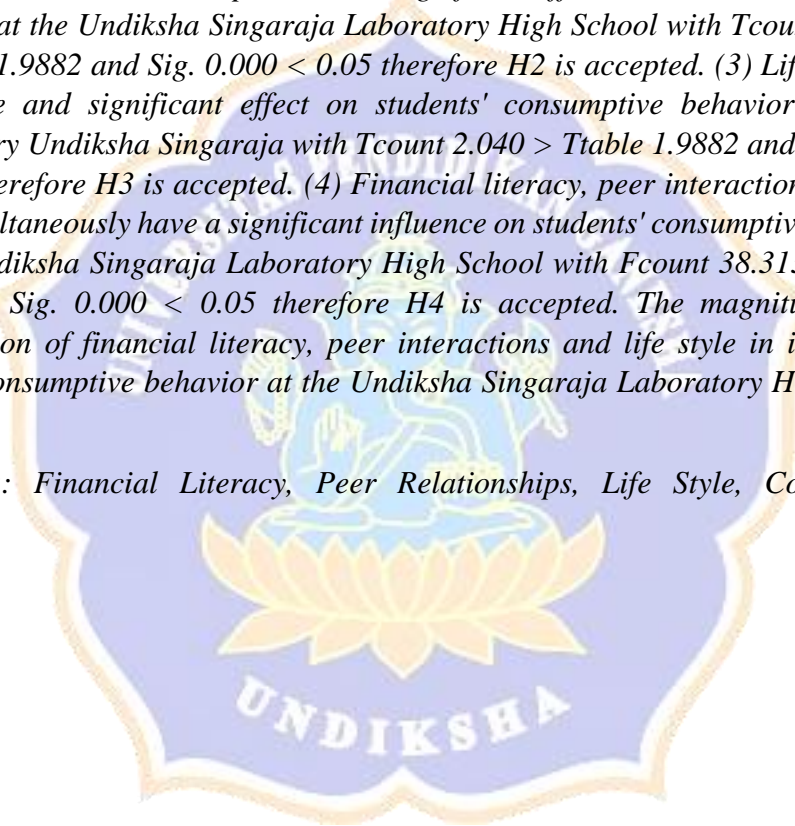 at the Undiksha Singaraja Laboratory High School with Tcoun
1.9882 and Sig. 0.000 < 0.05 therefore H2 is accepted. (3) Lif
e and significant effect on students' consumptive behavior
ry Undiksha Singaraja with Tcount 2.040 > Ttable 1.9882 and
erefore H3 is accepted. (4) Financial literacy, peer interaction
ultaneously have a significant influence on students' consumptiv
diksha Singaraja Laboratory High School with Fcount 38.31
Sig. 0.000 < 0.05 therefore H4 is accepted. The magnitu
on of financial literacy, peer interactions and life style in i
onsumptive behavior at the Undiksha Singaraja Laboratory H
: Financial Literacy, Peer Relationships, Life Style, Co
UNIVERSITAS PENDIDIKAN GANESHA
UNDIKSHA